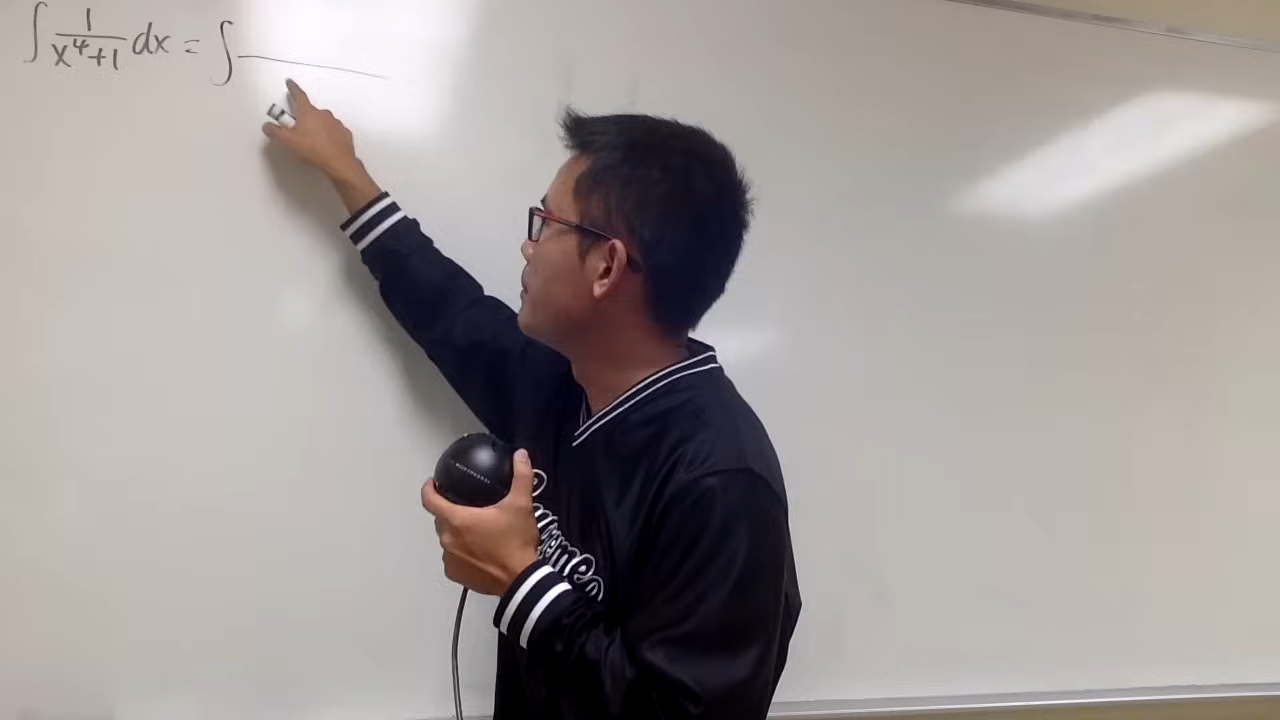 ∫ 1/(x⁴+1) dx = ∫